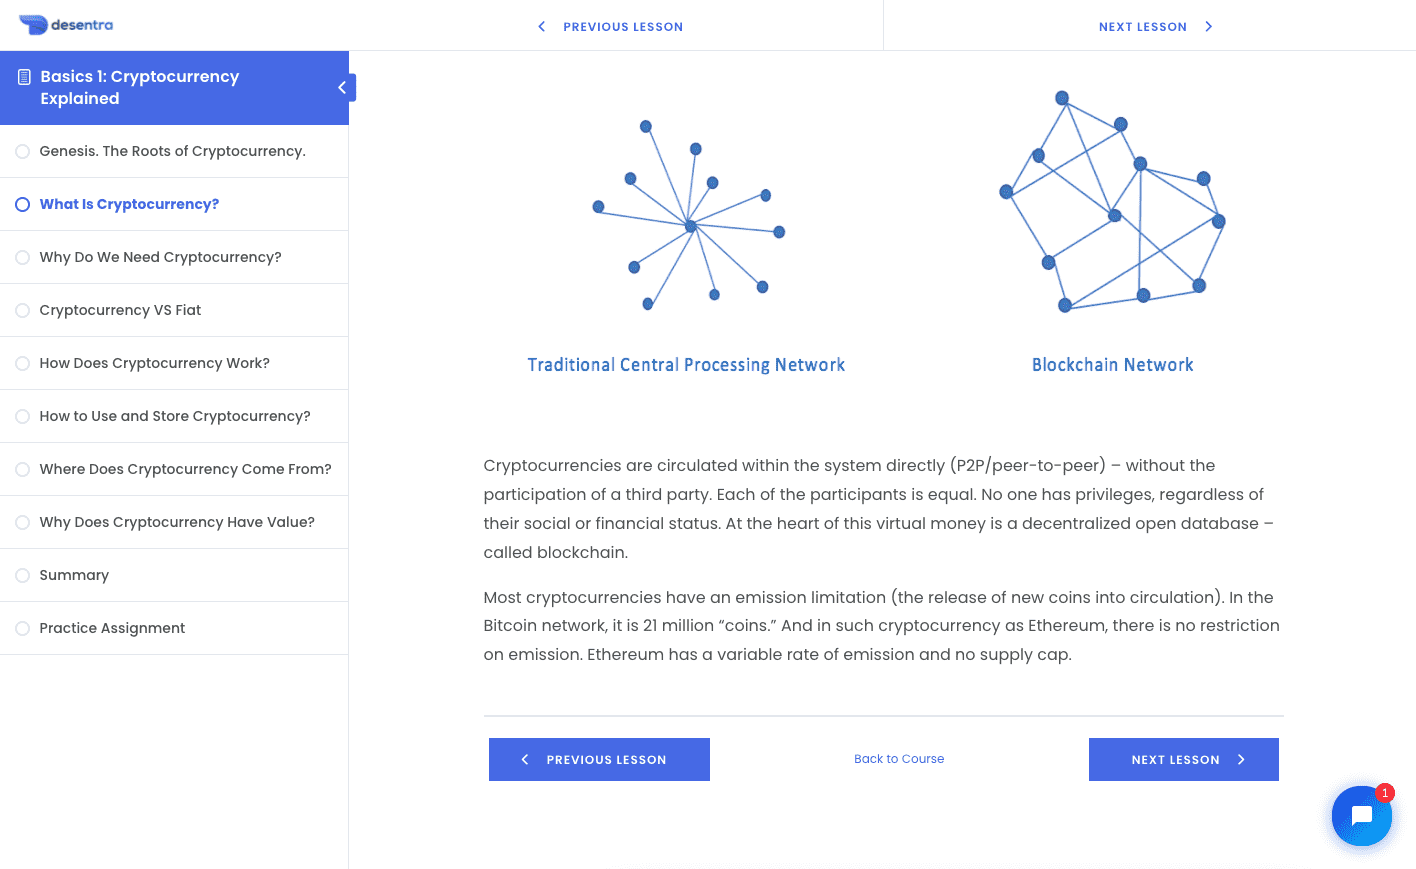 desentra
PREVIOUS LESSON
NEXT LESSON
Basics 1: Cryptocurrency
Explained
Genesis. The Roots of Cryptocurrency.
What Is Cryptocurrency?
Why Do We Need Cryptocurrency?
Cryptocurrency VS Fiat
How Does Cryptocurrency Work?
How to Use and Store Cryptocurrency?
Where Does Cryptocurrency Come From?
Why Does Cryptocurrency Have Value?
Summary
Practice Assignment
Traditional Central Processing Network
Blockchain Network
Cryptocurrencies are circulated within the system directly (P2P/peer-to-peer) – without the
participation of a third party. Each of the participants is equal. No one has privileges, regardless of
their social or financial status. At the heart of this virtual money is a decentralized open database –
called blockchain.
Most cryptocurrencies have an emission limitation (the release of new coins into circulation). In the
Bitcoin network, it is 21 million “coins.” And in such cryptocurrency as Ethereum, there is no restriction
on emission. Ethereum has a variable rate of emission and no supply cap.
PREVIOUS LESSON
Back to Course
NEXT LESSON
1